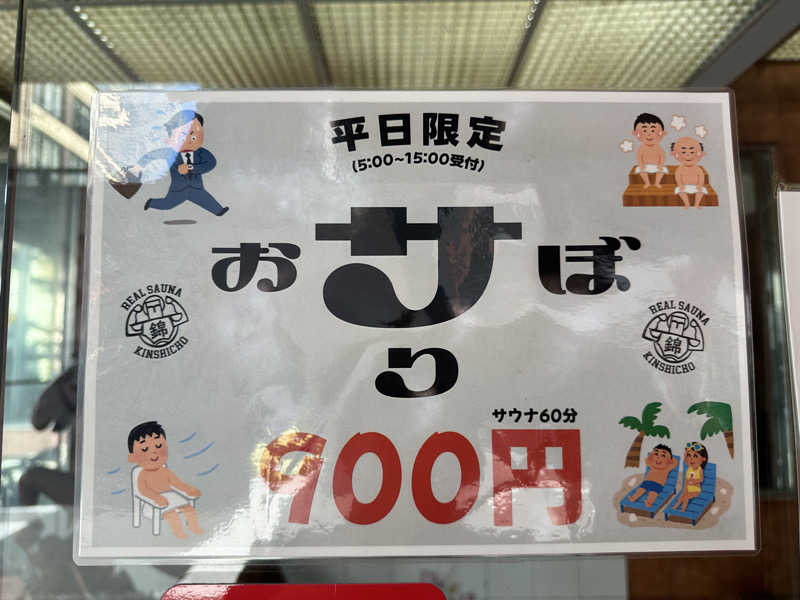 平日限定
(5:00~15:00受付)
おサぼ
り
REAL SAUNA
錦
KINSHICHO
REAL SAUNA
錦
KINSHICHO
サウナ60分
900円